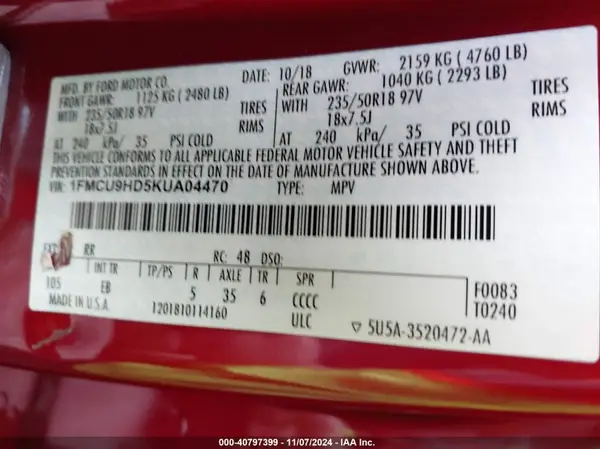 MFD. BY FORD MOTOR CO.
DATE: 10/18 GVWR: 2159 KG ( 4760 LB)
FRONT GAWR: 1125 KG ( 2480 LB) REAR GAWR: 1040 KG ( 2293 LB)
WITH 235/50R18 97V TIRES WITH 235/50R18 97V TIRES
18x7.5J RIMS 18x7.5J RIMS
AT 240 kPa/ 35 PSI COLD AT 240 kPa/ 35 PSI COLD
THIS VEHICLE CONFORMS TO ALL APPLICABLE FEDERAL MOTOR VEHICLE SAFETY AND THEFT
PREVENTION STANDARDS IN EFFECT ON THE DATE OF MANUFACTURE SHOWN ABOVE.
VIN: 1FMCU9HD5KUA04470 TYPE: MPV
EXT: RR RC: 48 DSO:
INT TR TP/PS R AXLE TR SPR
105 EB 5 35 6 CCCC F0083
MADE IN U.S.A. 1201810114160 ULC T0240
5U5A-3520472-AA
000-40797399 - 11/07/2024 - IAA Inc.